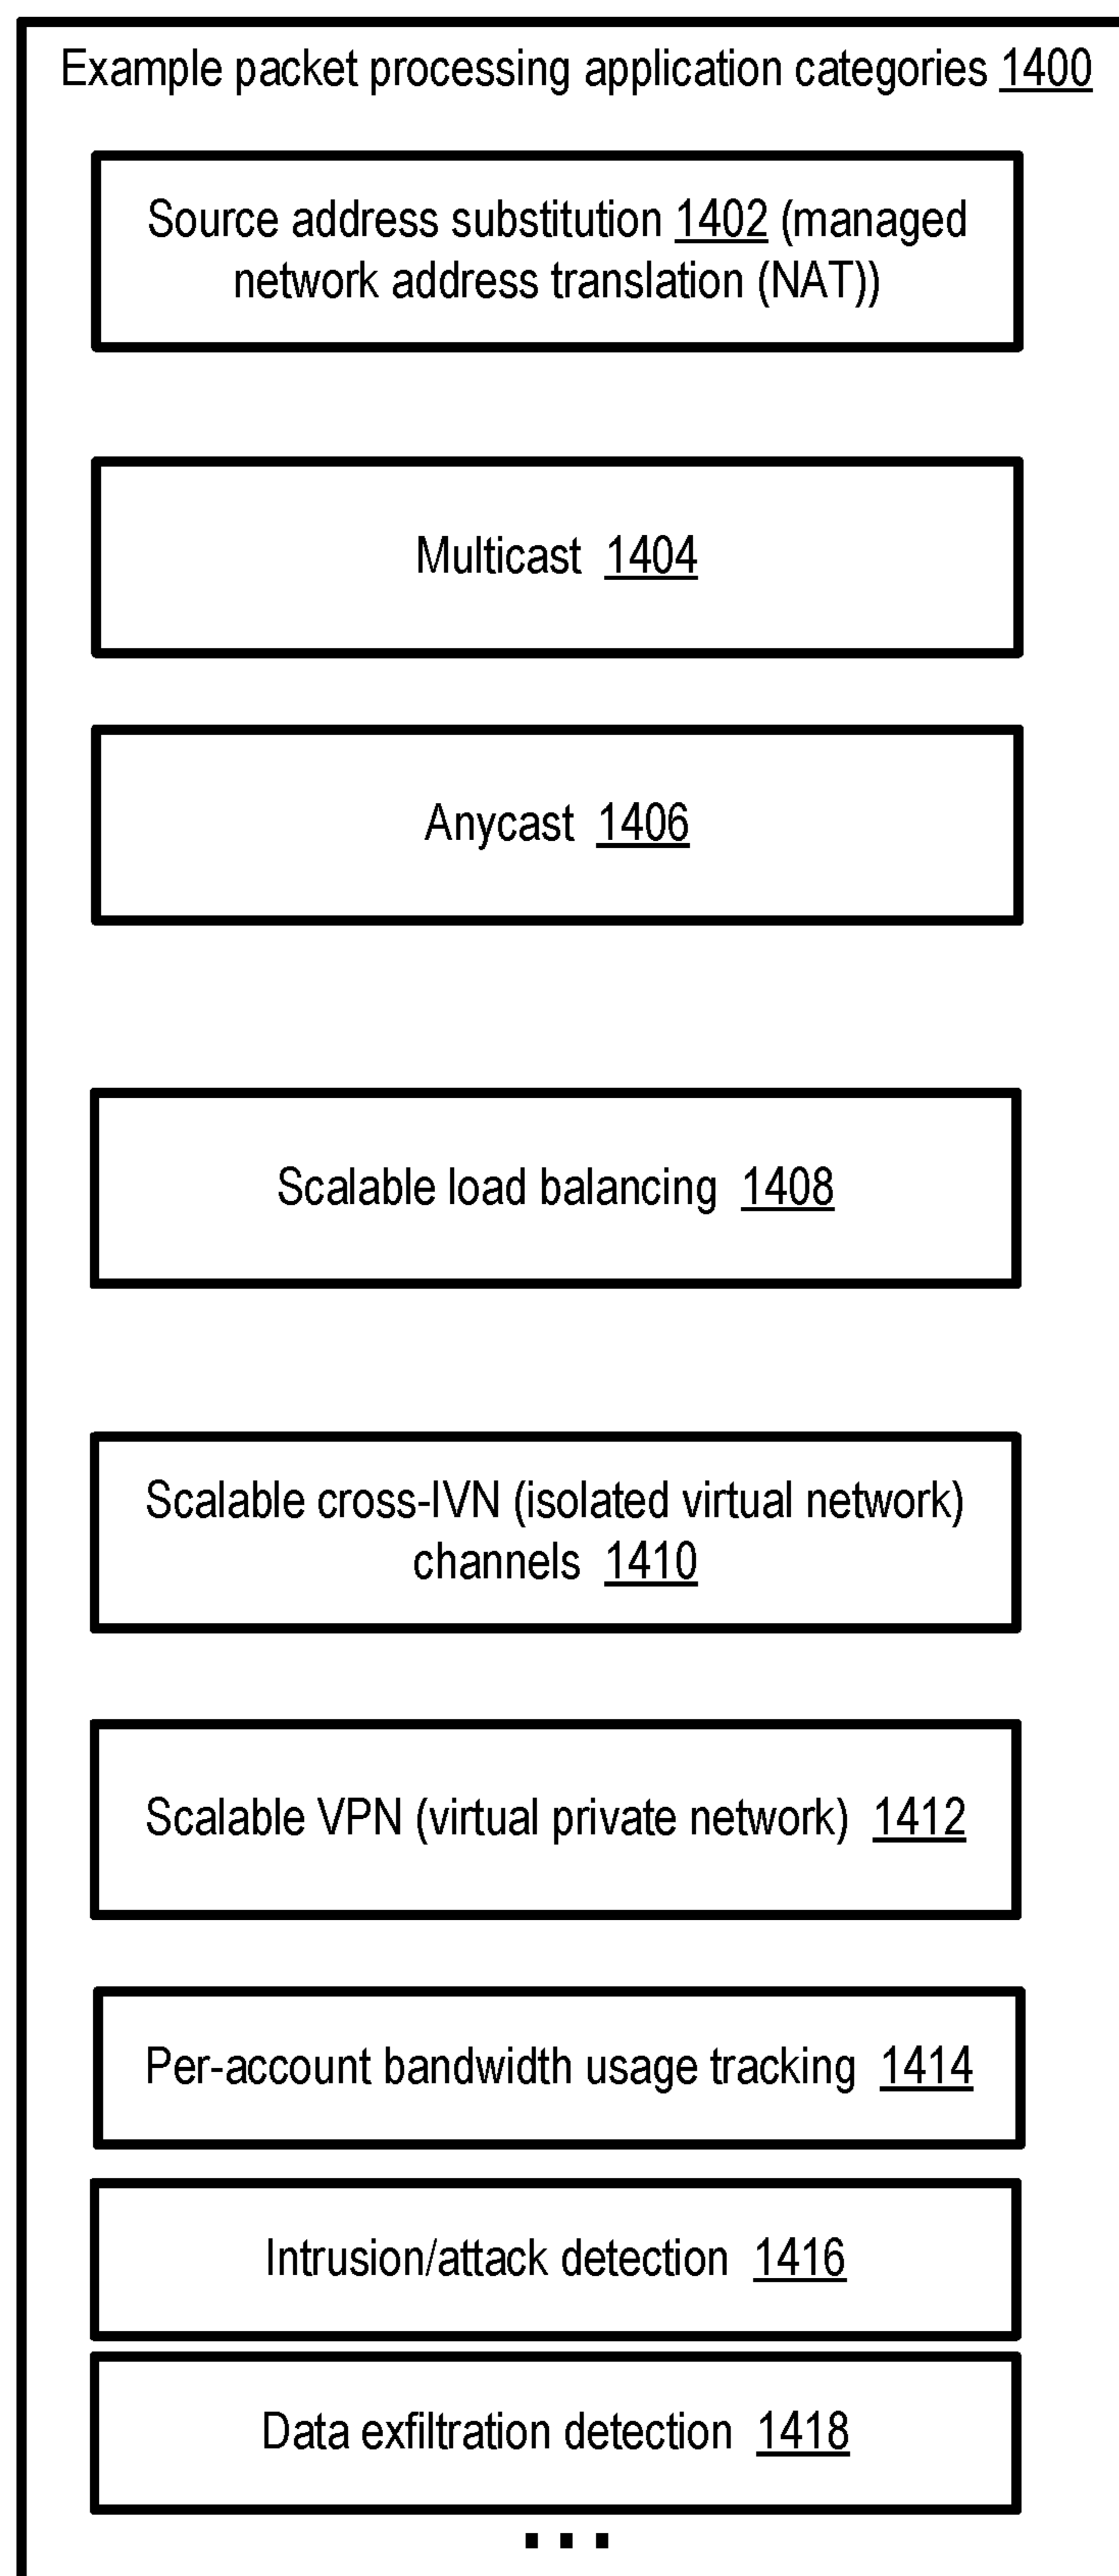 Example packet processing application categories 1400
Source address substitution 1402 (managed
network address translation (NAT))
Multicast 1404
Anycast 1406
Scalable load balancing 1408
Scalable cross-IVN (isolated virtual network)
channels 1410
Scalable VPN (virtual private network) 1412
Per-account bandwidth usage tracking 1414
Intrusion/attack detection 1416
Data exfiltration detection 1418
...